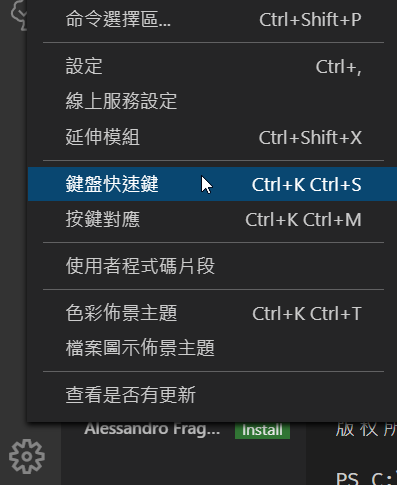 命令選擇區... Ctrl+Shift+P
設定 Ctrl+,
線上服務設定
延伸模組 Ctrl+Shift+X
鍵盤快速鍵 Ctrl+K Ctrl+S
按鍵對應 Ctrl+K Ctrl+M
使用者程式碼片段
色彩佈景主題 Ctrl+K Ctrl+T
檔案圖示佈景主題
查看是否有更新
Alessandro Frag... Install
版權所
PS C:\